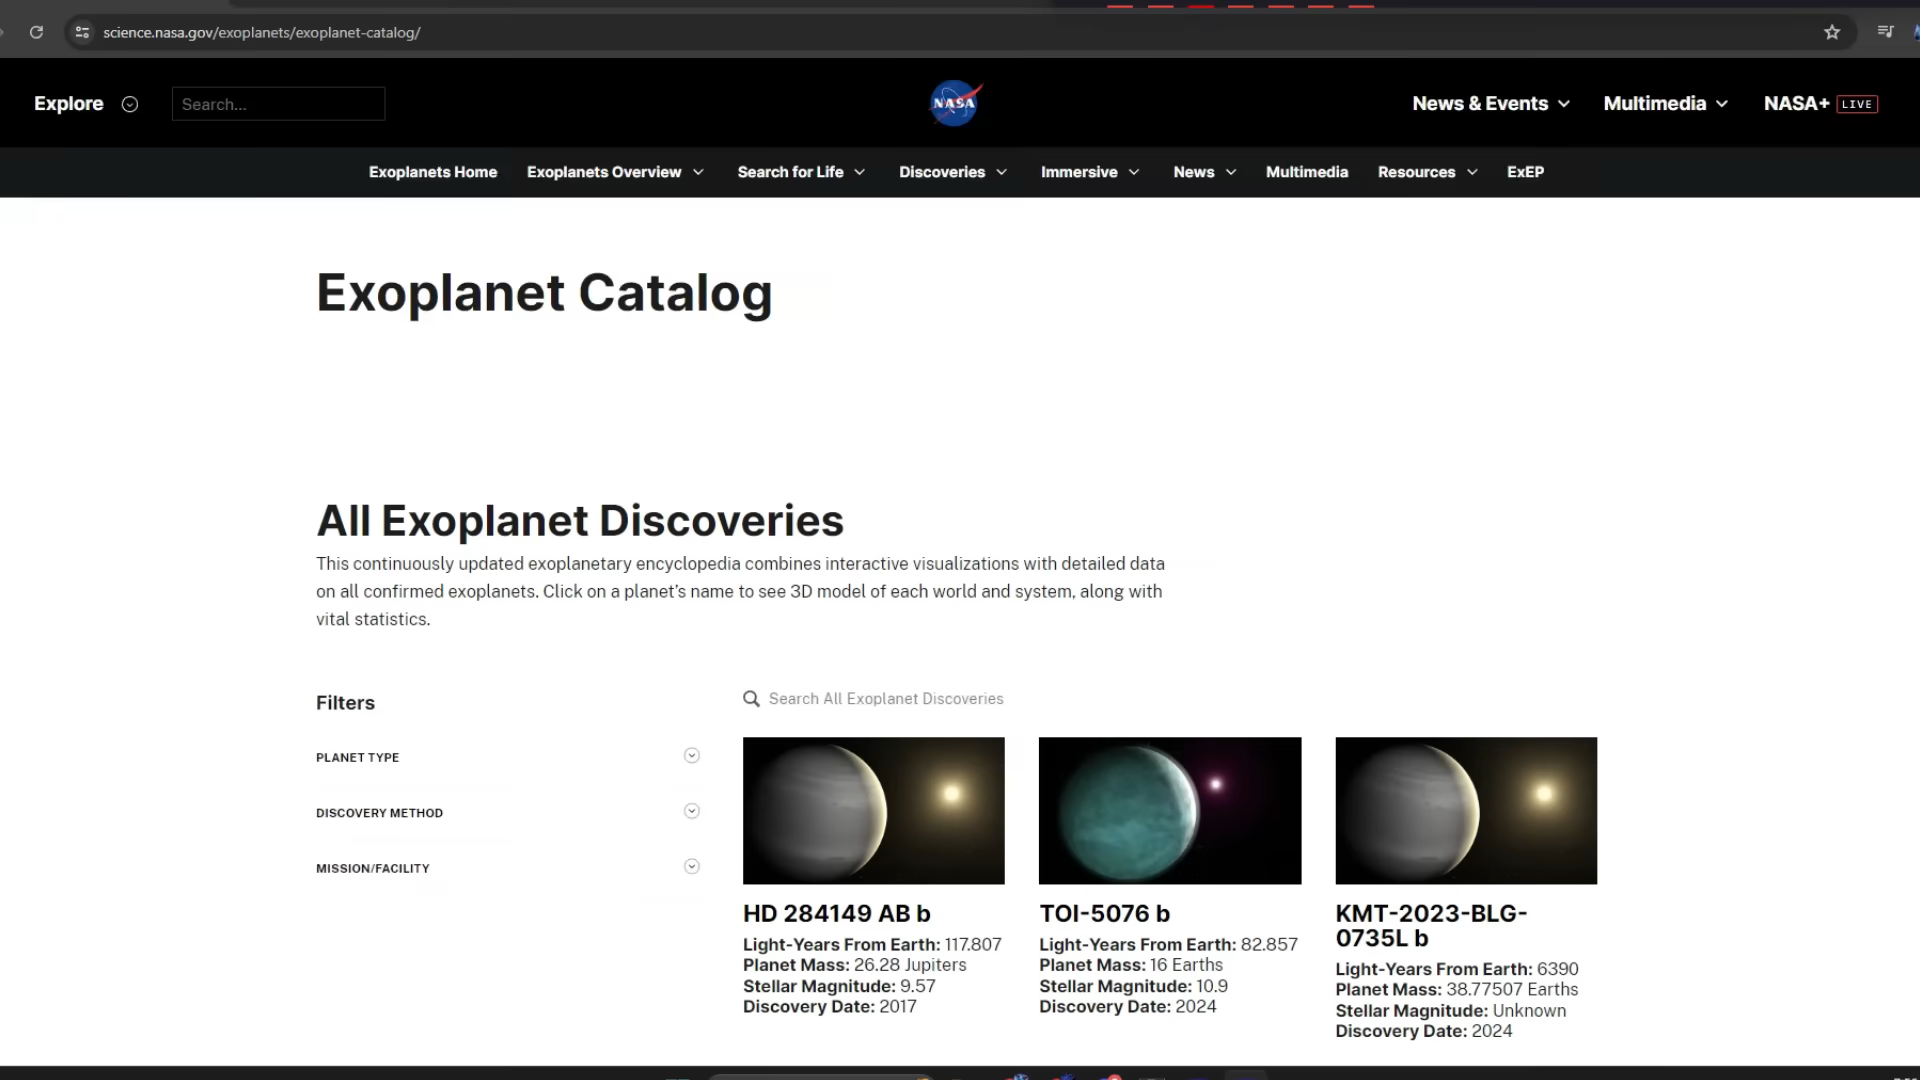 science.nasa.gov/exoplanets/exoplanet-catalog/
Explore
Search...
NASA
News & Events
Multimedia
NASA+ LIVE
Exoplanets Home
Exoplanets Overview
Search for Life
Discoveries
Immersive
News
Multimedia
Resources
ExEP
Exoplanet Catalog
All Exoplanet Discoveries
This continuously updated exoplanetary encyclopedia combines interactive visualizations with detailed data
on all confirmed exoplanets. Click on a planet’s name to see 3D model of each world and system, along with
vital statistics.
Filters
PLANET TYPE
DISCOVERY METHOD
MISSION/FACILITY
Search All Exoplanet Discoveries
HD 284149 AB b
Light-Years From Earth: 117.807
Planet Mass: 26.28 Jupiters
Stellar Magnitude: 9.57
Discovery Date: 2017
TOI-5076 b
Light-Years From Earth: 82.857
Planet Mass: 16 Earths
Stellar Magnitude: 10.9
Discovery Date: 2024
KMT-2023-BLG-
0735L b
Light-Years From Earth: 6390
Planet Mass: 38.77507 Earths
Stellar Magnitude: Unknown
Discovery Date: 2024